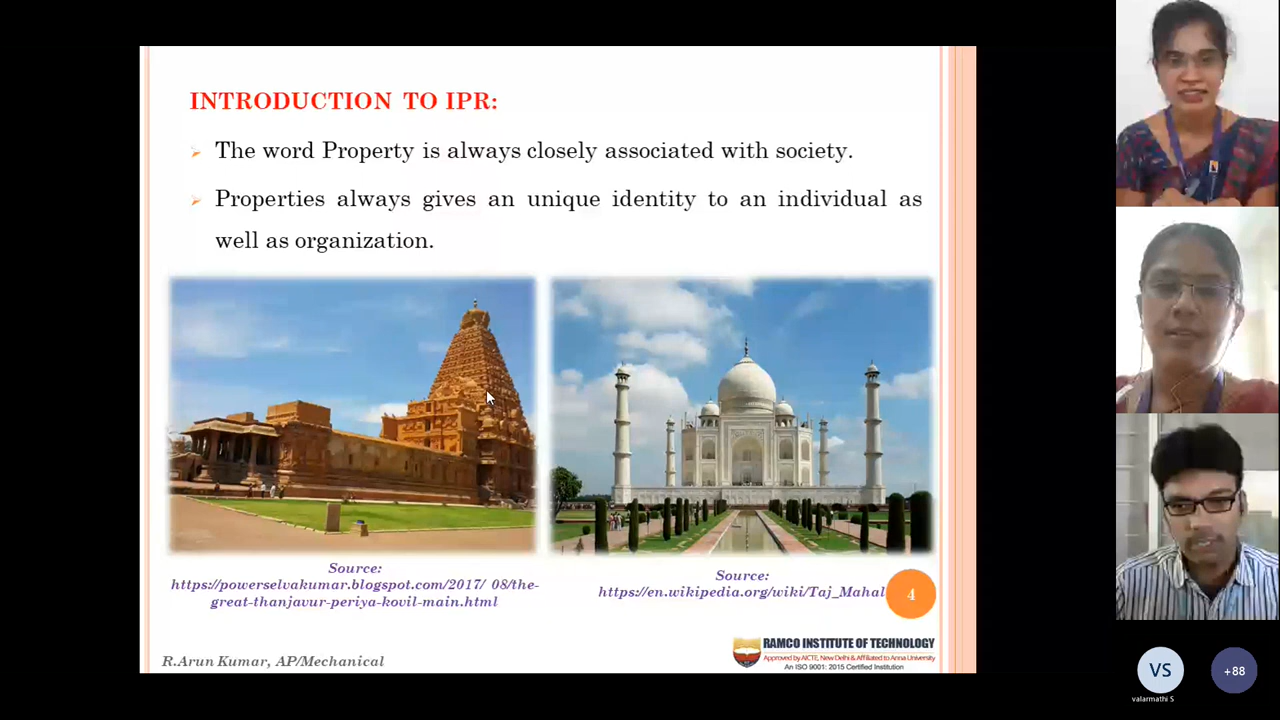 INTRODUCTION TO IPR:
The word Property is always closely associated with society.
Properties always gives an unique identity to an individual as
well as organization.
Source:
https://powerselvakumar.blogspot.com/2017/ 08/the-
great-thanjavur-periya-kovil-main.html
Source:
https://en.wikipedia.org/wiki/Taj_Mahal
4
R.Arun Kumar, AP/Mechanical
RAMCO INSTITUTE OF TECHNOLOGY
Approved by AICTE, New Delhi & Affiliated to Anna University
An ISO 9001: 2015 Certified Institution
VS
valarmathi S
+88